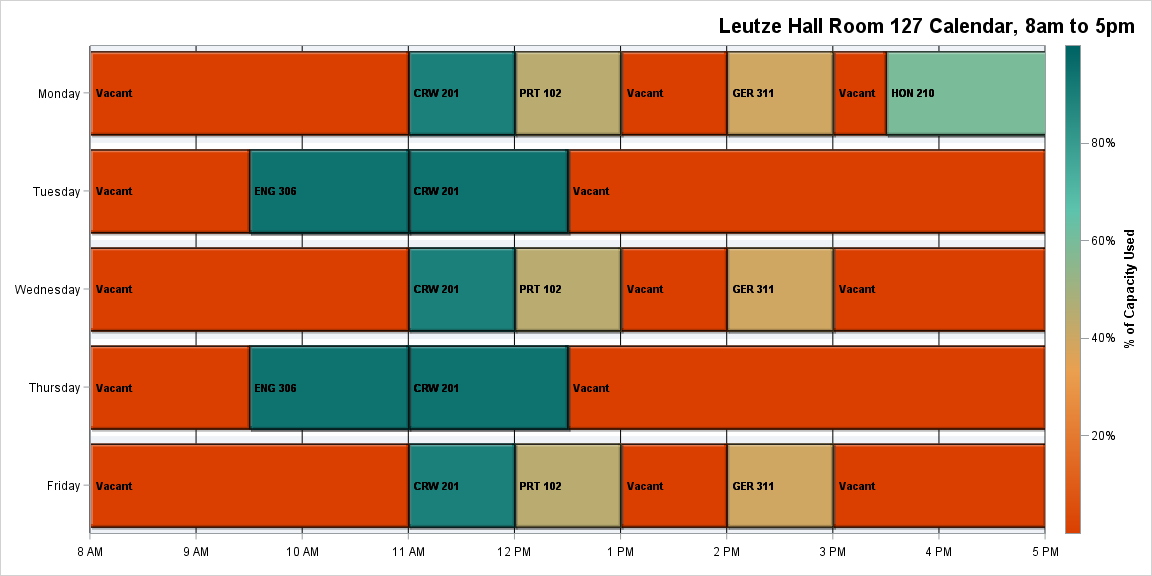 Leutze Hall Room 127 Calendar, 8am to 5pm
Monday
Vacant
CRW 201
PRT 102
Vacant
GER 311
Vacant
HON 210
Tuesday
Vacant
ENG 306
CRW 201
Vacant
Wednesday
Vacant
CRW 201
PRT 102
Vacant
GER 311
Vacant
Thursday
Vacant
ENG 306
CRW 201
Vacant
Friday
Vacant
CRW 201
PRT 102
Vacant
GER 311
Vacant
8 AM
9 AM
10 AM
11 AM
12 PM
1 PM
2 PM
3 PM
4 PM
5 PM
80%
60%
40%
20%
% of Capacity Used